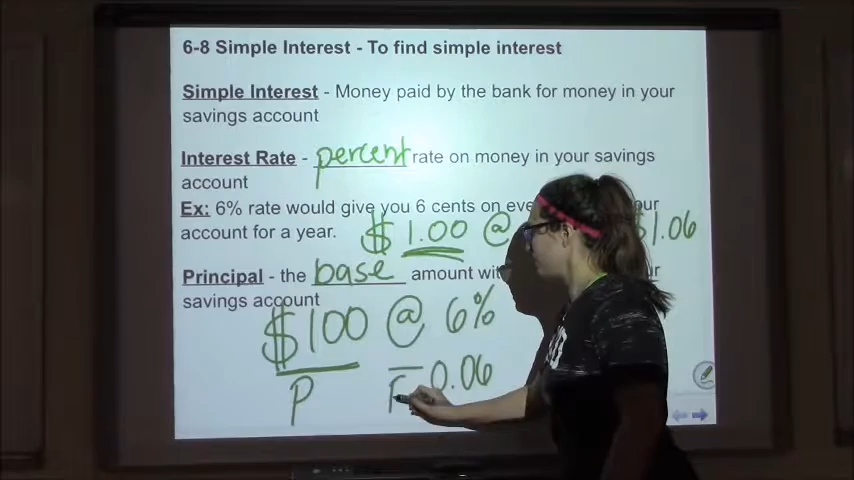 6-8 Simple Interest - To find simple interest
Simple Interest - Money paid by the bank for money in your
savings account
Interest Rate - percent rate on money in your savings
account
Ex: 6% rate would give you 6 cents on
account for a year. $1.00 @ $1.06
Principal - the base amount
savings account
$100 @ 6%
P 0.06